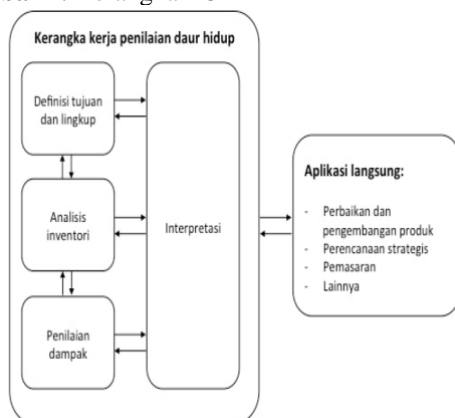 Kerangka kerja penilaian daur hidup
Definisi tujuan
dan lingkup
Analisis
inventori
Penilaian
dampak
Interpretasi
Aplikasi langsung:
- Perbaikan dan
pengembangan produk
- Perencanaan strategis
- Pemasaran
- Lainnya